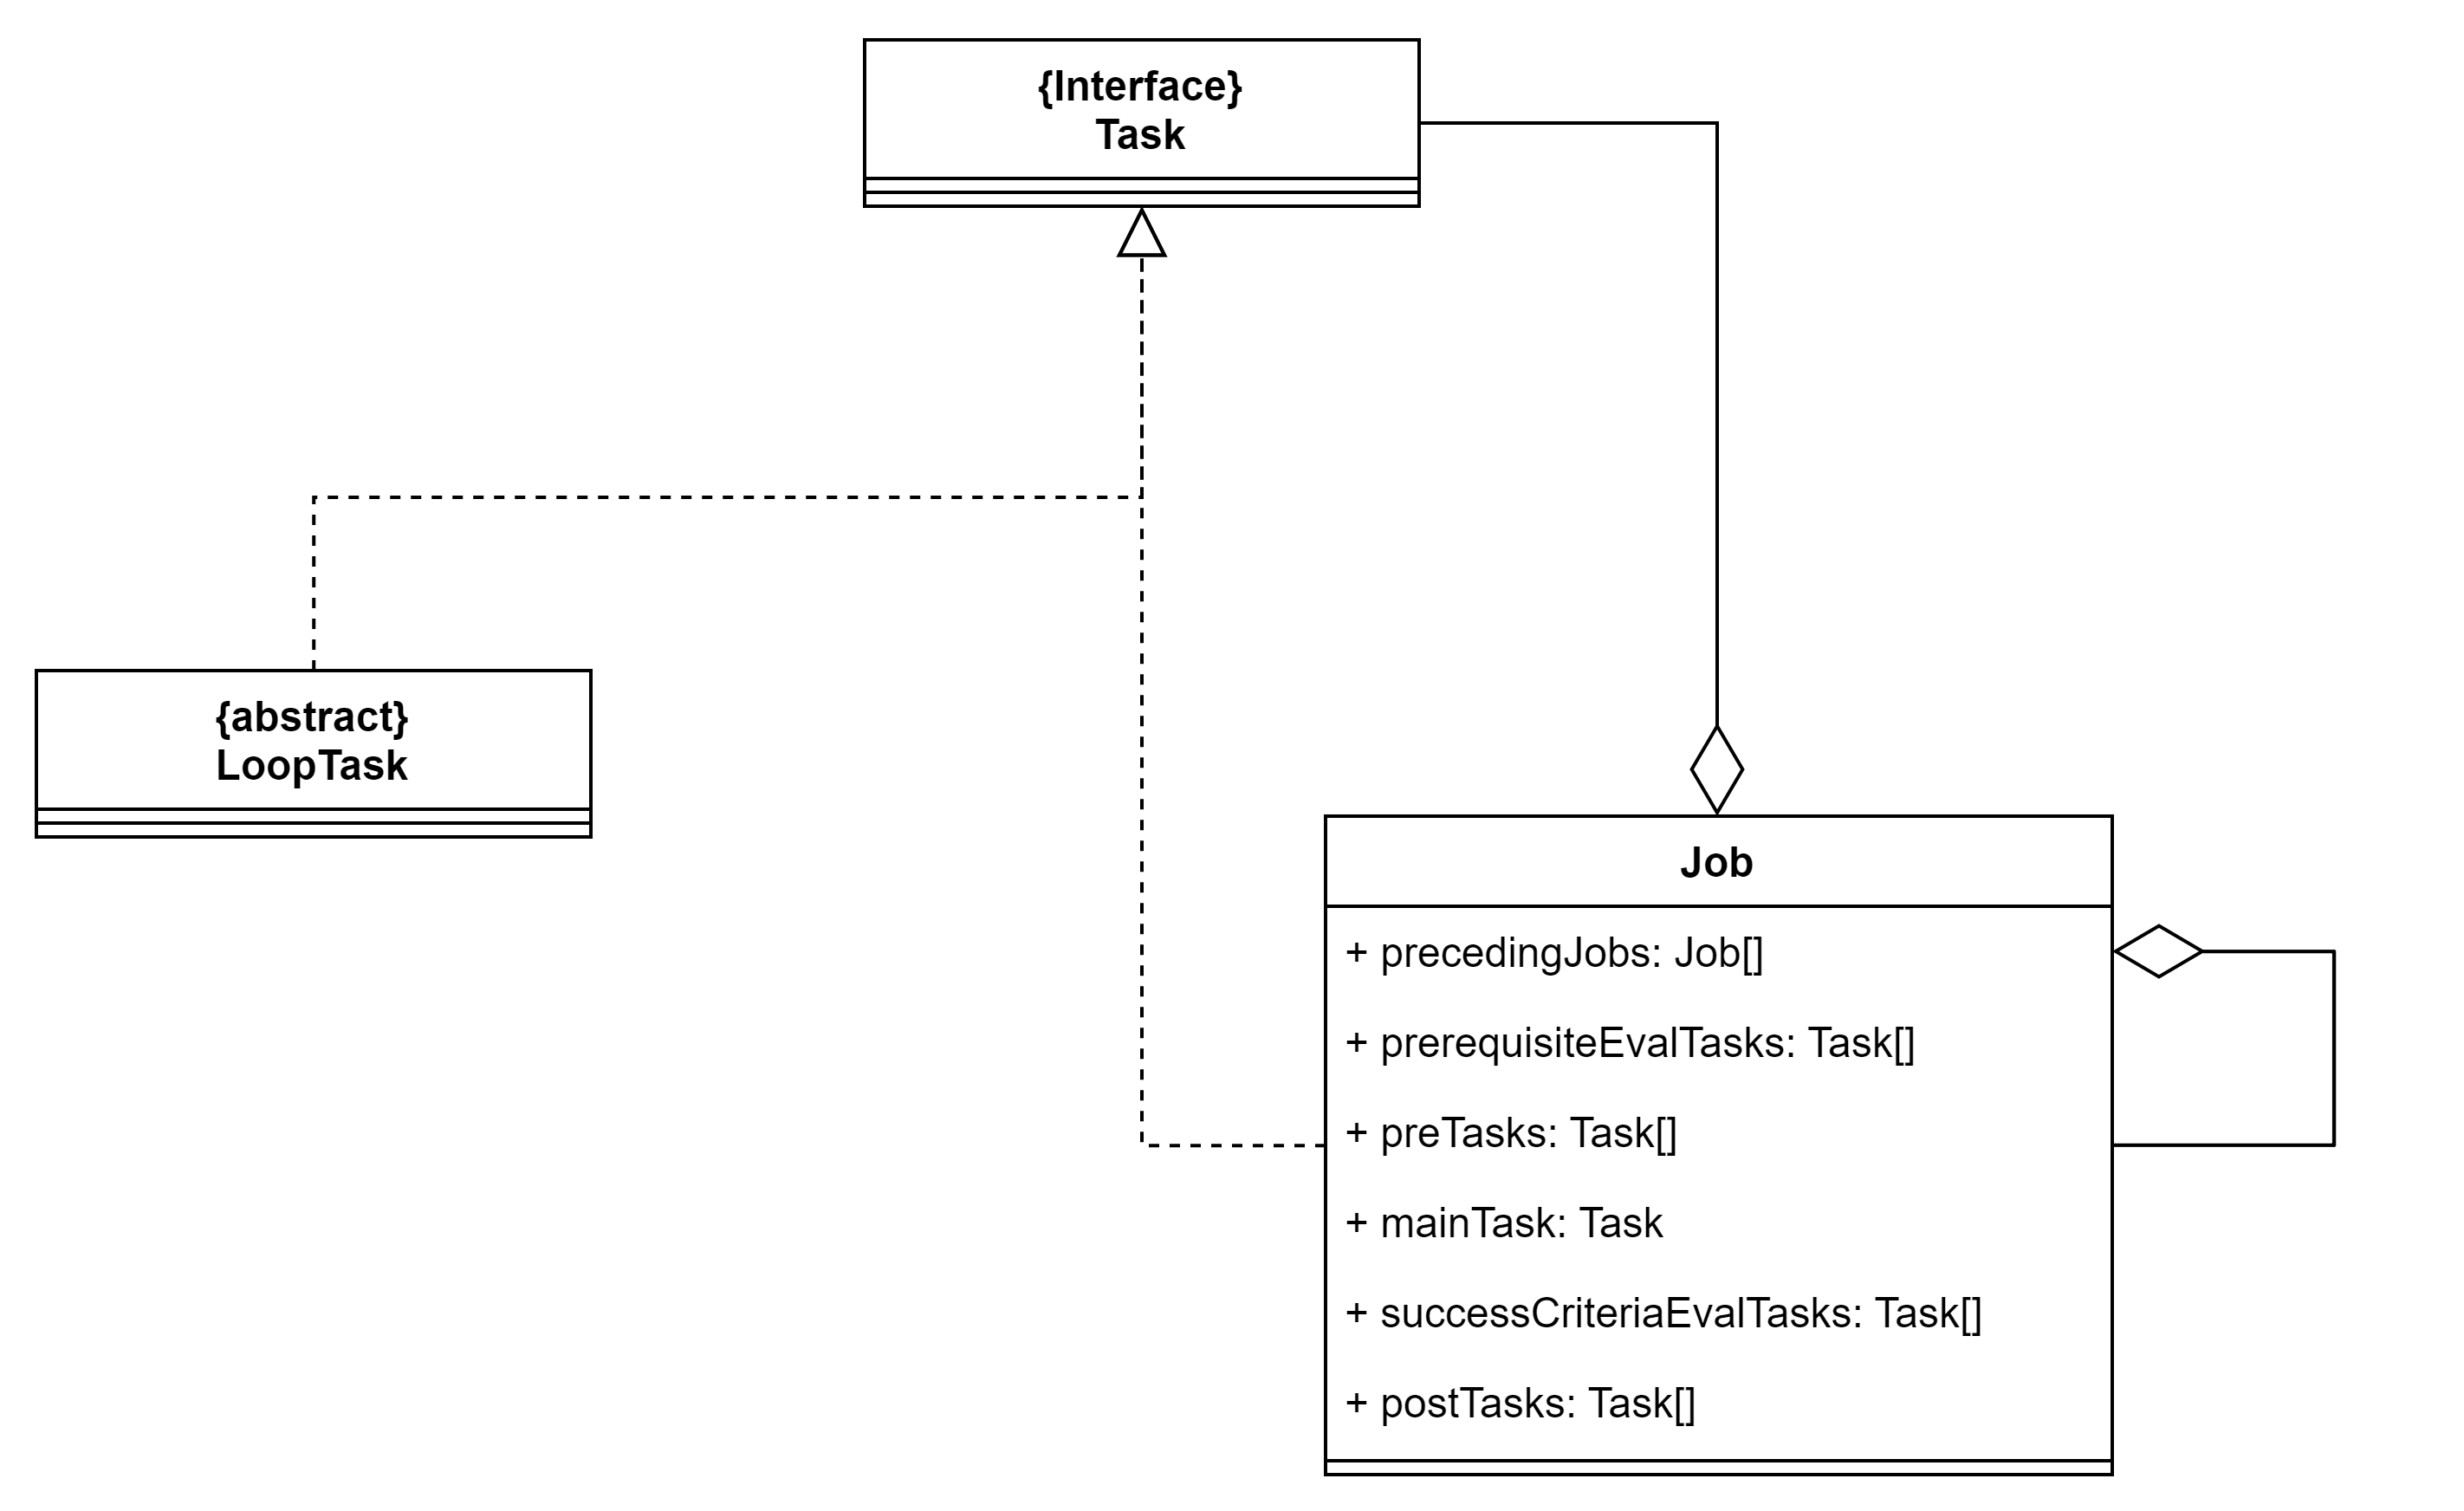 {Interface}
Task
{abstract}
LoopTask
Job
+ precedingJobs: Job[]
+ prerequisiteEvalTasks: Task[]
+ preTasks: Task[]
+ mainTask: Task
+ successCriteriaEvalTasks: Task[]
+ postTasks: Task[]